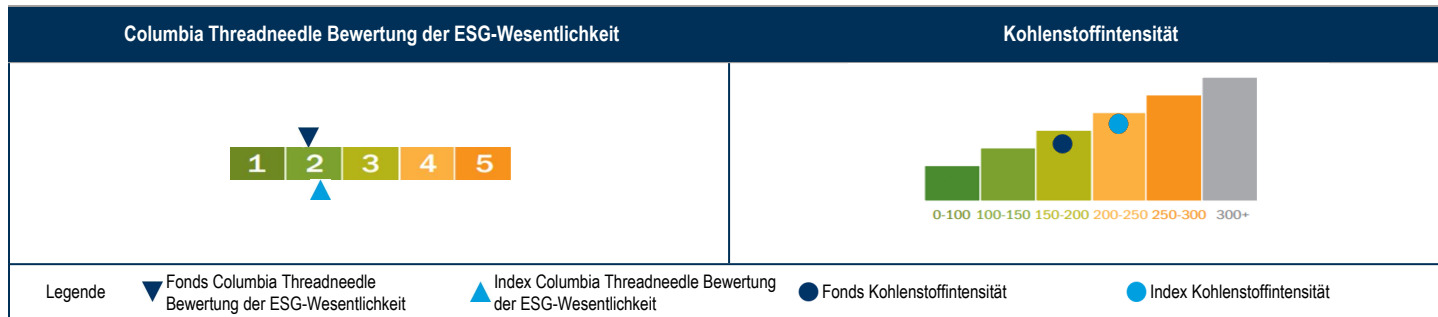 Columbia Threadneedle Bewertung der ESG-Wesentlichkeit
Kohlenstoffintensität
1 2 3 4 5
0-100 100-150 150-200 200-250 250-300 300+
Legende
Fonds Columbia Threadneedle
Bewertung der ESG-Wesentlichkeit
Index Columbia Threadneedle Bewertung
der ESG-Wesentlichkeit
Fonds Kohlenstoffintensität
Index Kohlenstoffintensität